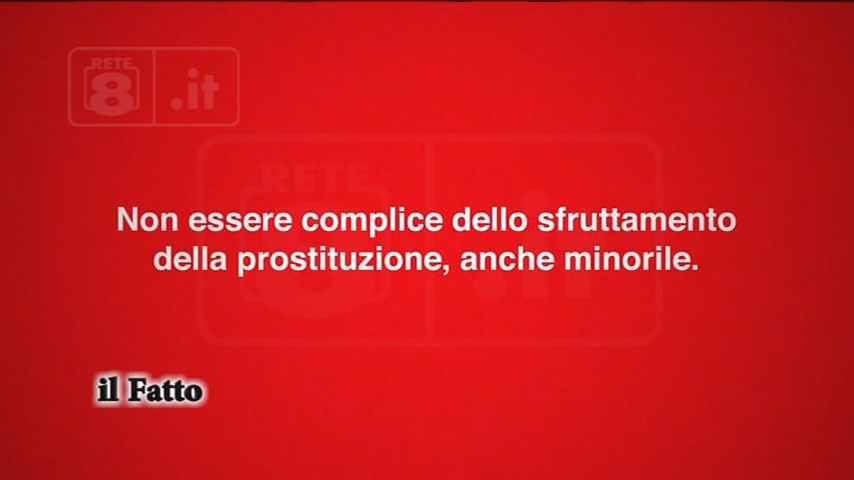 RETE
8 .it
RETE
8 .it
Non essere complice dello sfruttamento
della prostituzione, anche minorile.
il Fatto